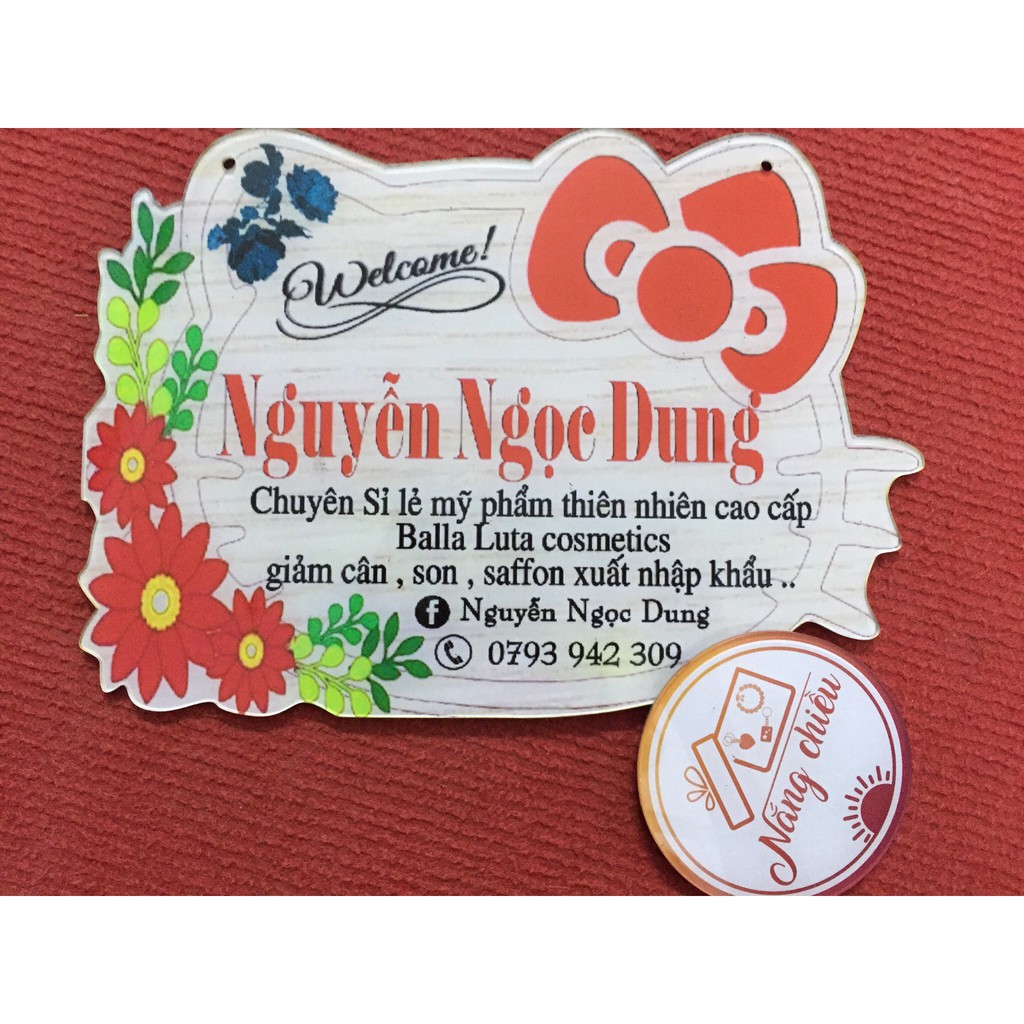 Welcome!
Nguyễn Ngọc Dung
Chuyên Sỉ lẻ mỹ phẩm thiên nhiên cao cấp
Balla Luta cosmetics
giảm cân , son , saffon xuất nhập khẩu ..
f Nguyễn Ngọc Dung
0793 942 309
Nắng chiều